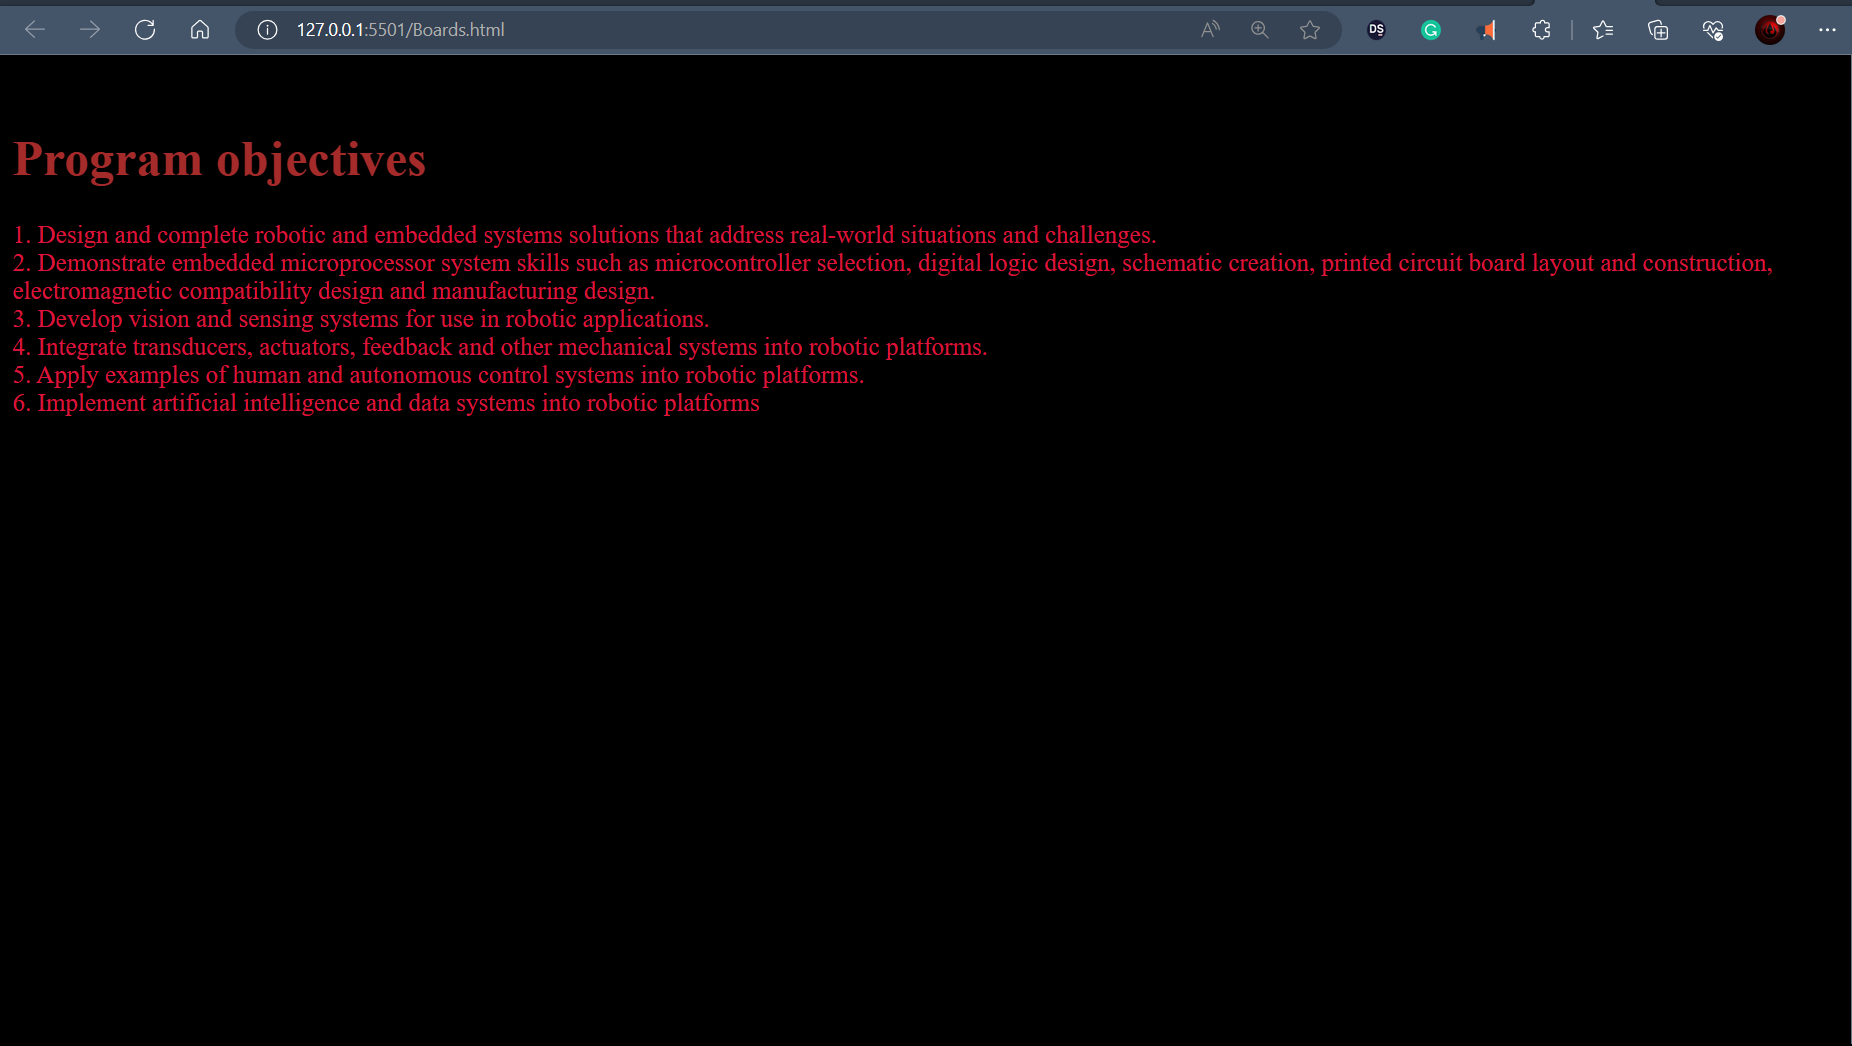 127.0.0.1:5501/Boards.html
Program objectives
1. Design and complete robotic and embedded systems solutions that address real-world situations and challenges.
2. Demonstrate embedded microprocessor system skills such as microcontroller selection, digital logic design, schematic creation, printed circuit board layout and construction,
electromagnetic compatibility design and manufacturing design.
3. Develop vision and sensing systems for use in robotic applications.
4. Integrate transducers, actuators, feedback and other mechanical systems into robotic platforms.
5. Apply examples of human and autonomous control systems into robotic platforms.
6. Implement artificial intelligence and data systems into robotic platforms